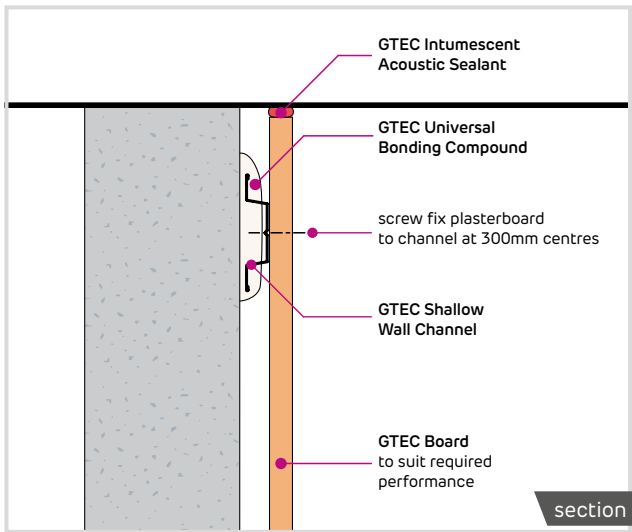 GTEC Intumescent
Acoustic Sealant
GTEC Universal
Bonding Compound
screw fix plasterboard
to channel at 300mm centres
GTEC Shallow
Wall Channel
GTEC Board
to suit required
performance
section